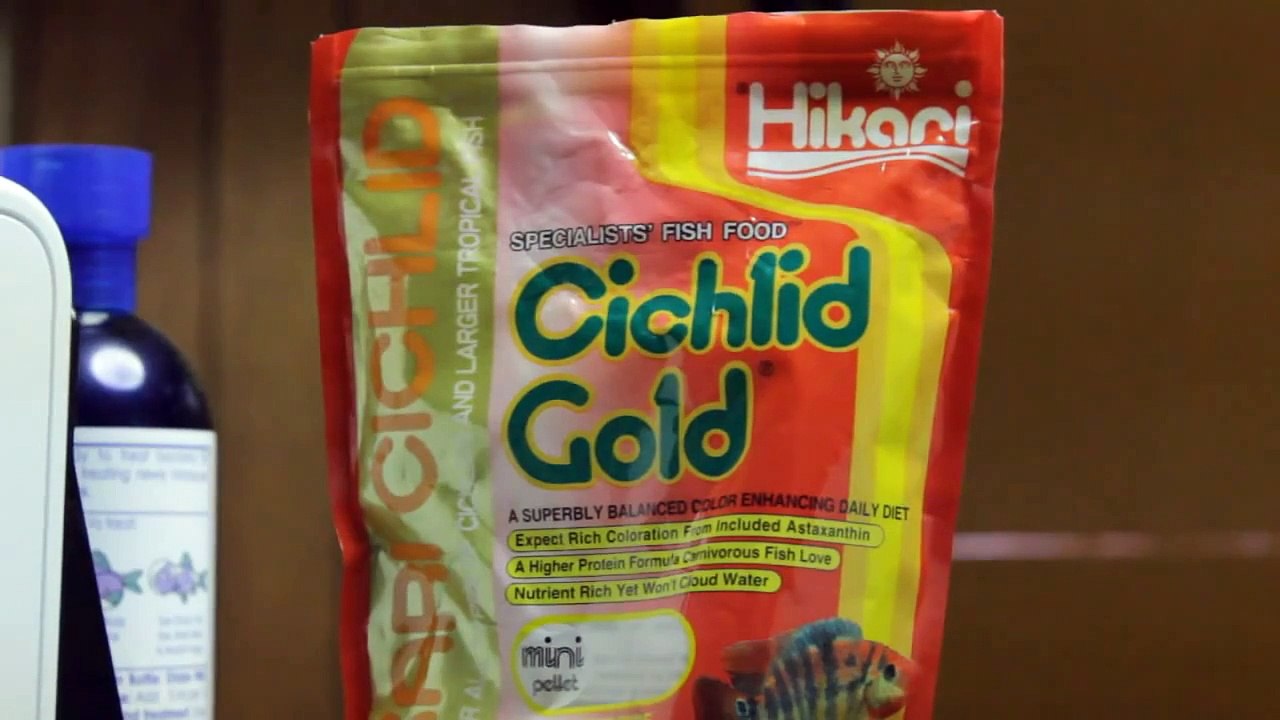 Hikari
SPECIALISTS' FISH FOOD
Cichlid
Gold®
A SUPERBLY BALANCED COLOR ENHANCING DAILY DIET
Expect Rich Coloration From Included Astaxanthin
A Higher Protein Formula Carnivorous Fish Love
Nutrient Rich Yet Won't Cloud Water
mini
pellet
CICHLID
AND LARGER TROPICAL FISH